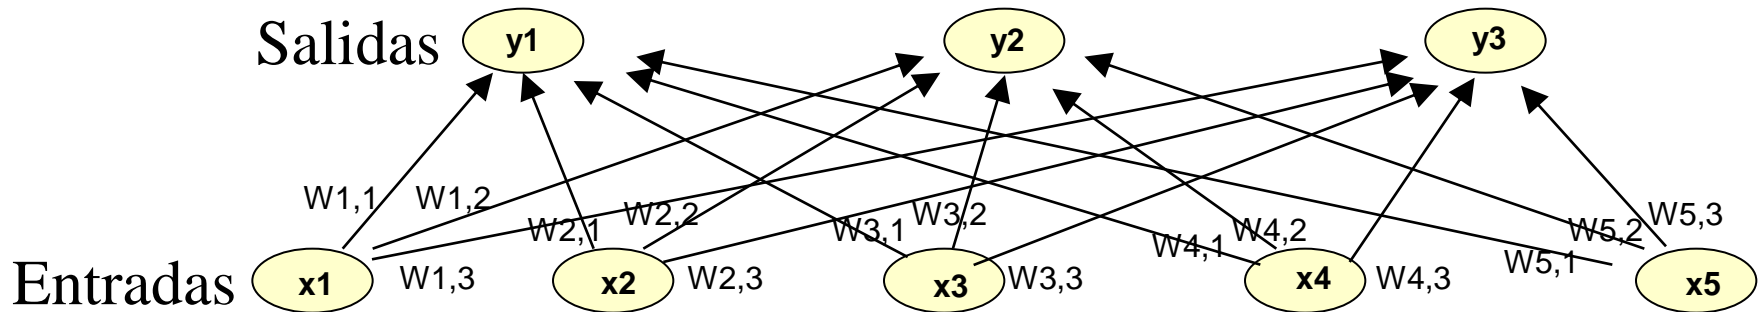 Salidas y1 y2 y3
W1,1 W1,2 W2,1 W2,2 W3,1 W3,2 W4,1 W4,2 W5,1 W5,2 W5,3
Entradas x1 W1,3 x2 W2,3 x3 W3,3 x4 W4,3 x5